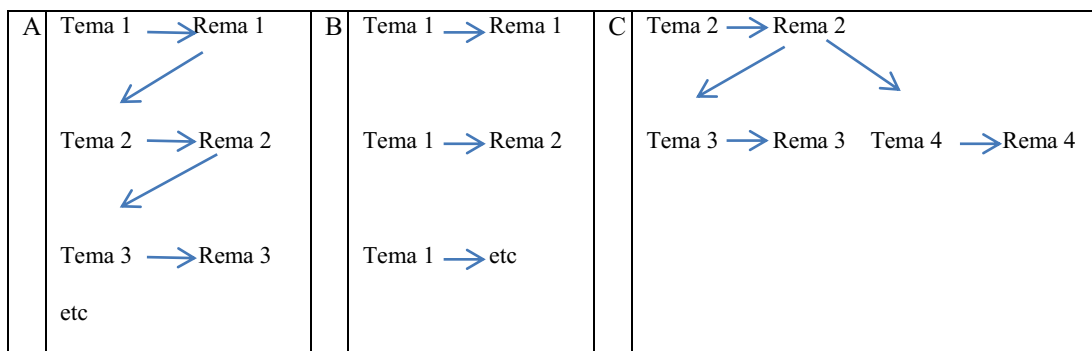 A
Tema 1 Rema 1
Tema 2 Rema 2
Tema 3 Rema 3
etc
B
Tema 1 Rema 1
Tema 1 Rema 2
Tema 1 etc
C
Tema 2 Rema 2
Tema 3 Rema 3 Tema 4 Rema 4